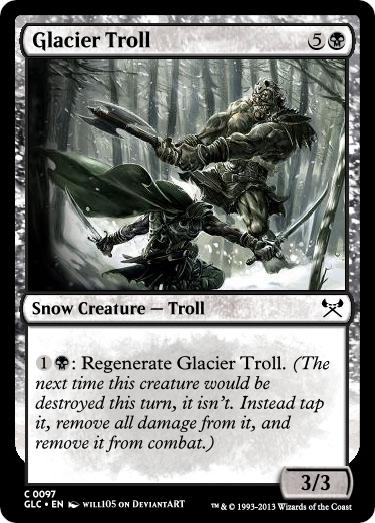 Glacier Troll 5
Snow Creature — Troll
1 : Regenerate Glacier Troll. (The
next time this creature would be
destroyed this turn, it isn't. Instead tap
it, remove all damage from it, and
remove it from combat.)
3/3
C 0097
GLC • EN will105 on DeviantART
™ & © 1993-2013 Wizards of the Coast